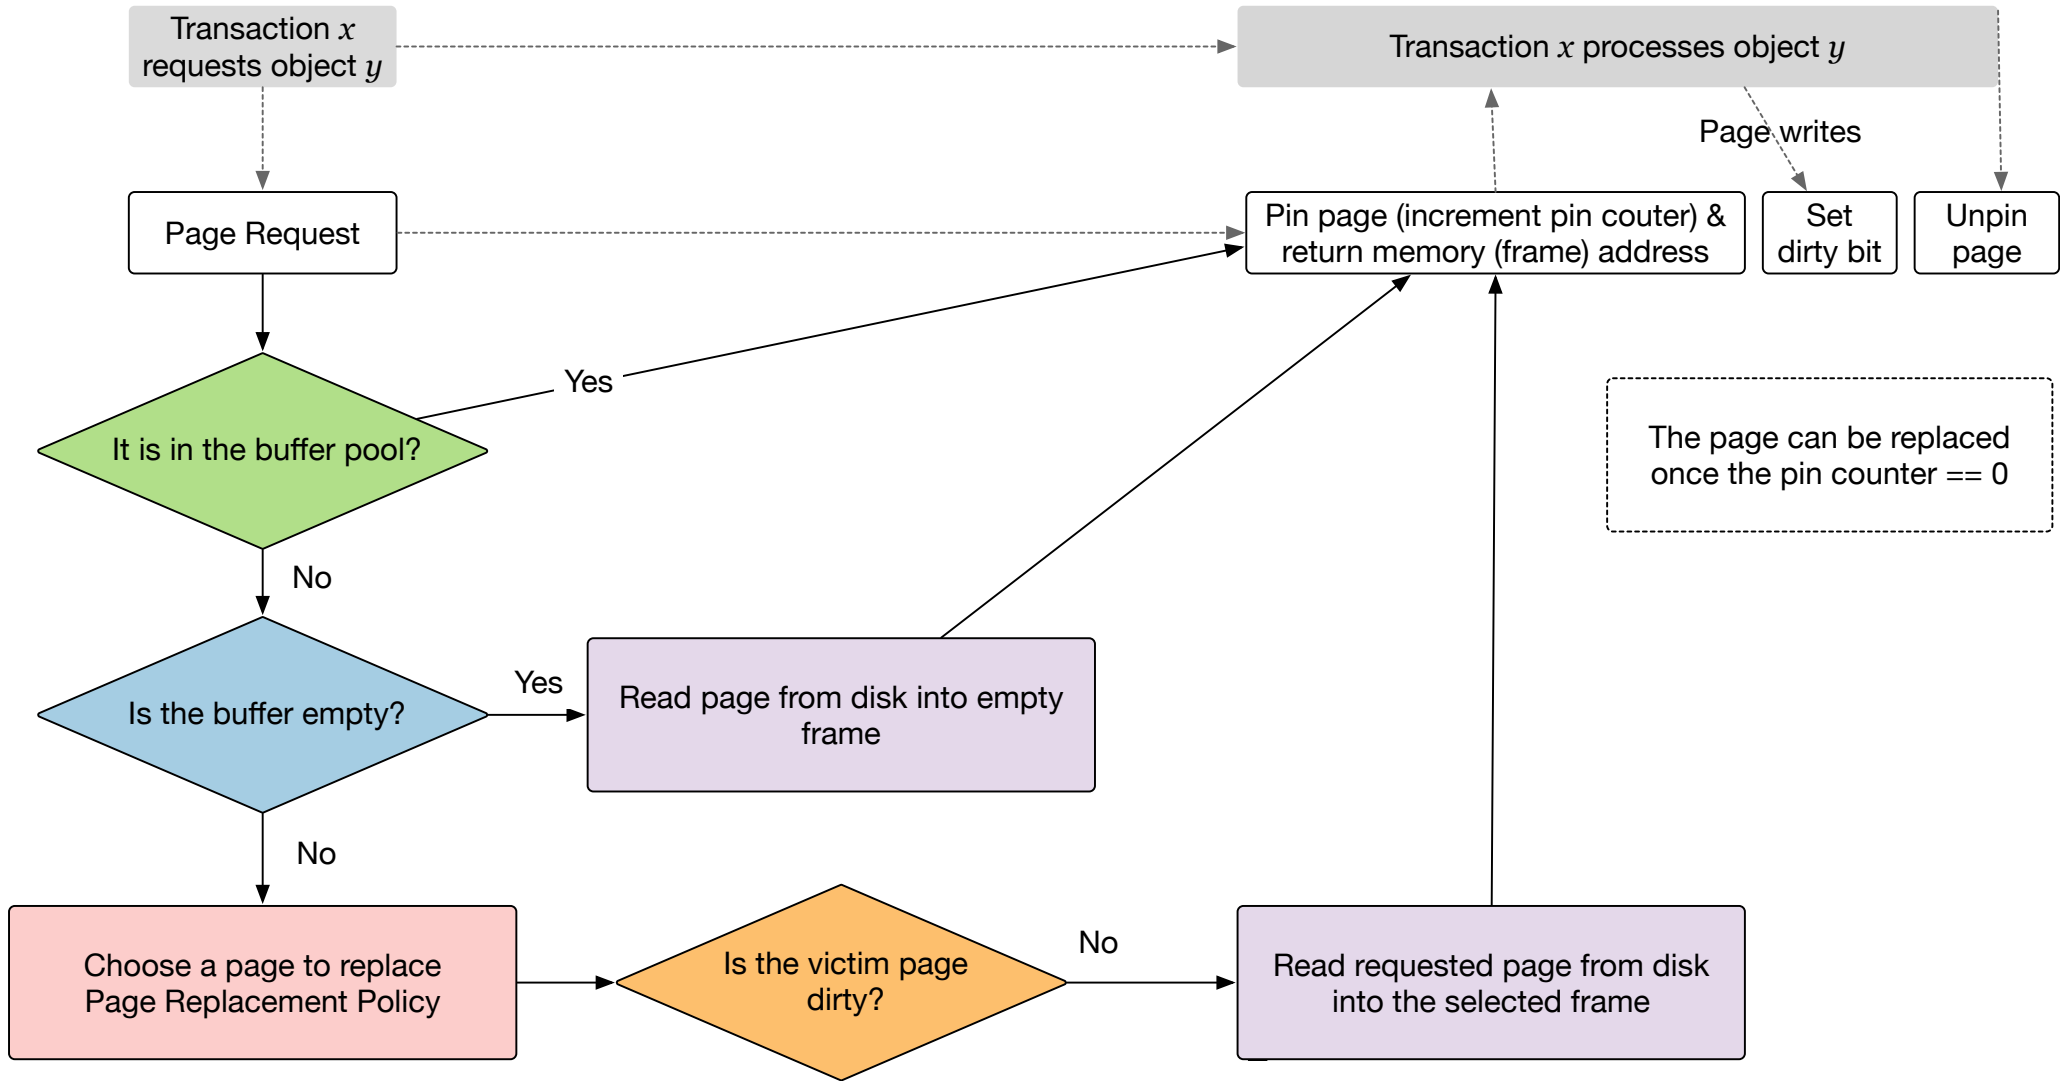 Transaction x
requests object y
Transaction x processes object y
Page writes
Page Request
Pin page (increment pin couter) &
return memory (frame) address
Set
dirty bit
Unpin
page
Yes
It is in the buffer pool?
The page can be replaced
once the pin counter == 0
No
Is the buffer empty?
Yes
Read page from disk into empty
frame
No
Choose a page to replace
Page Replacement Policy
Is the victim page
dirty?
No
Read requested page from disk
into the selected frame